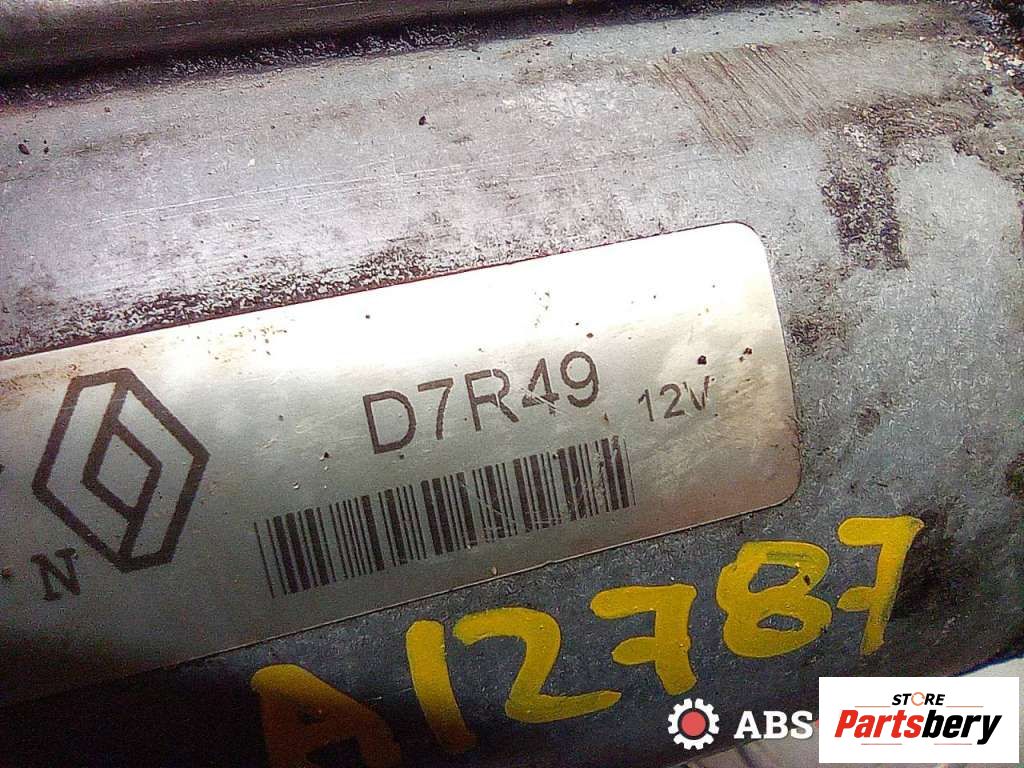 D7R49 12V
N
A12787
ABS
STORE
Partsbery